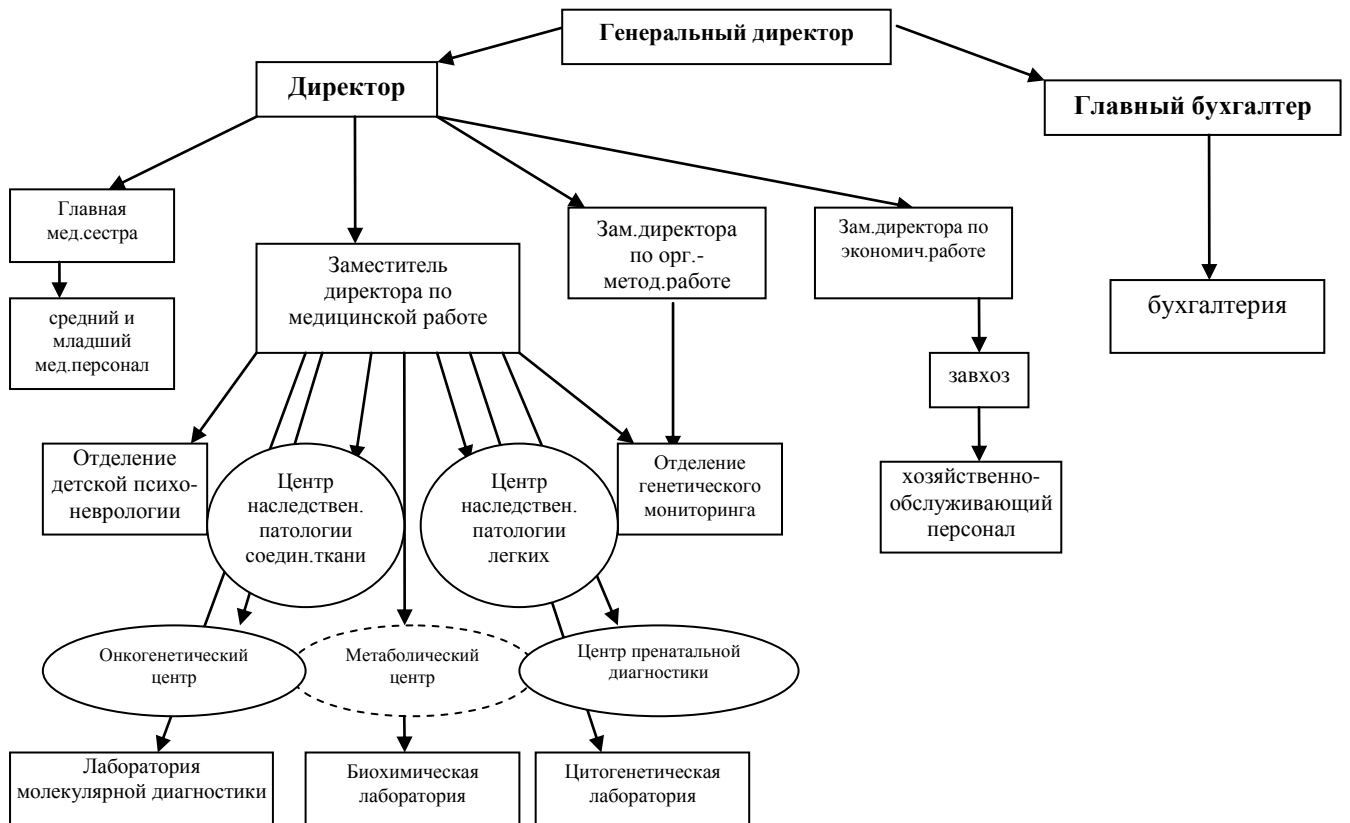 Генеральный директор
Директор
Главный бухгалтер
Главная
мед.сестра
Зам.директора
по орг.-
метод.работе
Зам.директора по
экономич.работе
Заместитель
директора по
медицинской работе
бухгалтерия
средний и
младший
мед.персонал
завхоз
Отделение
детской психо-
неврологии
Центр
наследствен.
патологии
соедин.ткани
Центр
наследствен.
патологии
легких
Отделение
генетического
мониторинга
хозяйственно-
обслуживающий
персонал
Онкогенетический
центр
Метаболический
центр
Центр пренатальной
диагностики
Лаборатория
молекулярной диагностики
Биохимическая
лаборатория
Цитогенетическая
лаборатория